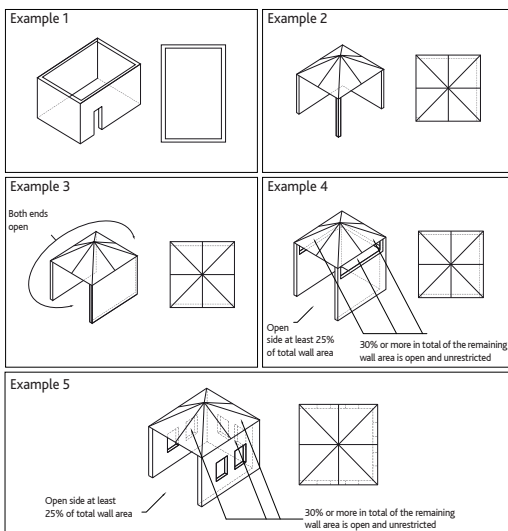 Example 1
Example 2
Example 3
Both ends
open
Example 4
Open
side at least 25%
of total wall area
30% or more in total of the remaining
wall area is open and unrestricted
Example 5
Open side at least
25% of total wall area
30% or more in total of the remaining
wall area is open and unrestricted